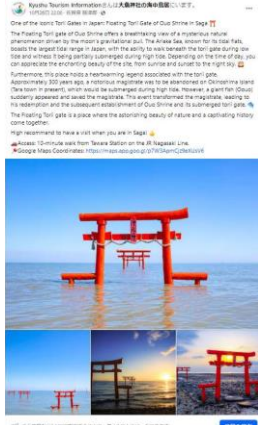 Kyushu Tourism Informationさんは大魚神社の海中鳥居にいます。
One of the iconic Torii Gates in Japan: Floating Torii Gate of Ouo Shrine in Saga ⛩
The Floating Torii Gate of Ouo Shrine offers a breathtaking view of a mysterious natural
phenomenon driven by the moon's gravitational pull. The Ariake Sea, known for its tidal flats,
boasts the largest tidal range in Japan, with the ability to walk beneath the torii gate during low
tide and witness it being partially submerged during high tide. Depending on the time of day, you
can appreciate the enchanting beauty of the site, from sunrise and sunset to the night sky.
Furthermore, this place holds a heartwarming legend associated with the torii gate.
Approximately 300 years ago, a notorious magistrate was to be abandoned on Okinoshima Island
(Tara town in present), which would be submerged during high tide. However, a giant fish (Ouo)
suddenly appeared and saved the magistrate. This event transformed the magistrate, leading to
his redemption and the subsequent establishment of Ouo Shrine and its submerged torii gate.
The Floating Torii Gate is a place where the astonishing beauty of nature and a captivating history
come together.
High recommend to have a visit when you are in Saga!
Access: 10-minute walk from Tara Station on the JR Nagasaki Line.
Google Maps Coordinates: